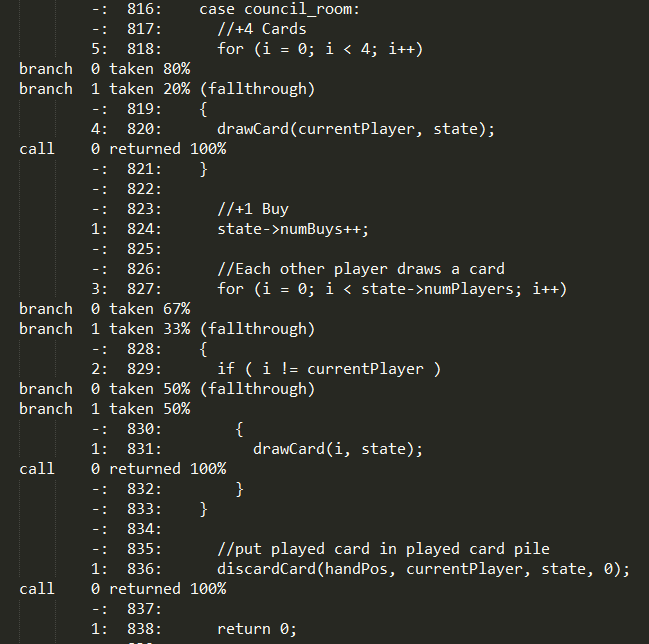 -: 816: case council_room:
-: 817: //+4 Cards
5: 818: for (i = 0; i < 4; i++)
branch 0 taken 80%
branch 1 taken 20% (fallthrough)
-: 819: {
4: 820: drawCard(currentPlayer, state);
call 0 returned 100%
-: 821: }
-: 822:
-: 823: //+1 Buy
1: 824: state->numBuys++;
-: 825:
-: 826: //Each other player draws a card
3: 827: for (i = 0; i < state->numPlayers; i++)
branch 0 taken 67%
branch 1 taken 33% (fallthrough)
-: 828: {
2: 829: if ( i != currentPlayer )
branch 0 taken 50% (fallthrough)
branch 1 taken 50%
-: 830: {
1: 831: drawCard(i, state);
call 0 returned 100%
-: 832: }
-: 833: }
-: 834:
-: 835: //put played card in played card pile
1: 836: discardCard(handPos, currentPlayer, state, 0);
call 0 returned 100%
-: 837:
1: 838: return 0;